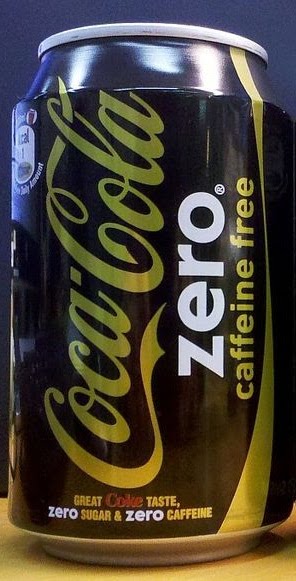 Coca-Cola
zero®
caffeine free
GREAT Coke TASTE,
zero SUGAR & zero CAFFEINE